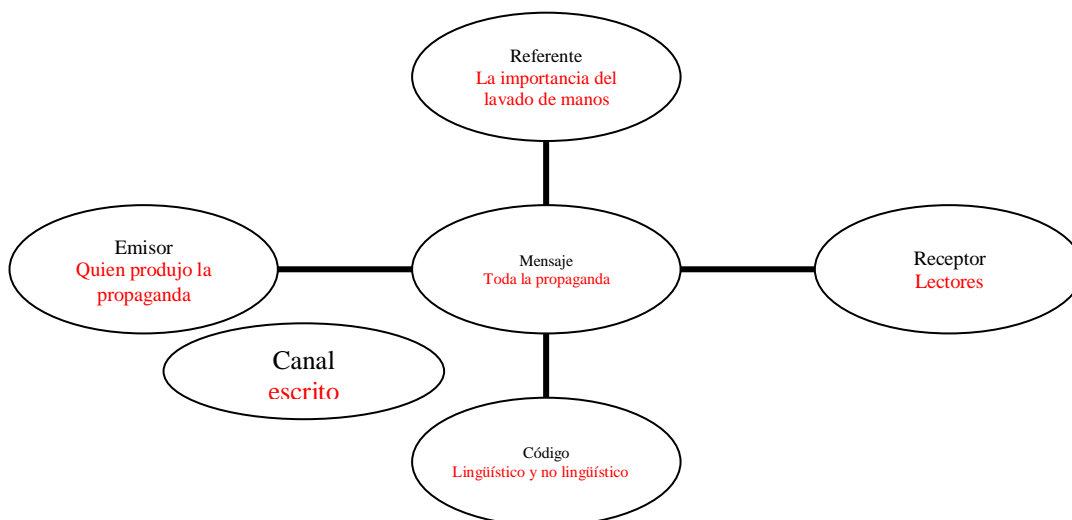 Referente
La importancia del
lavado de manos
Emisor
Quien produjo la
propaganda
Mensaje
Toda la propaganda
Receptor
Lectores
Canal
escrito
Código
Lingüístico y no lingüístico